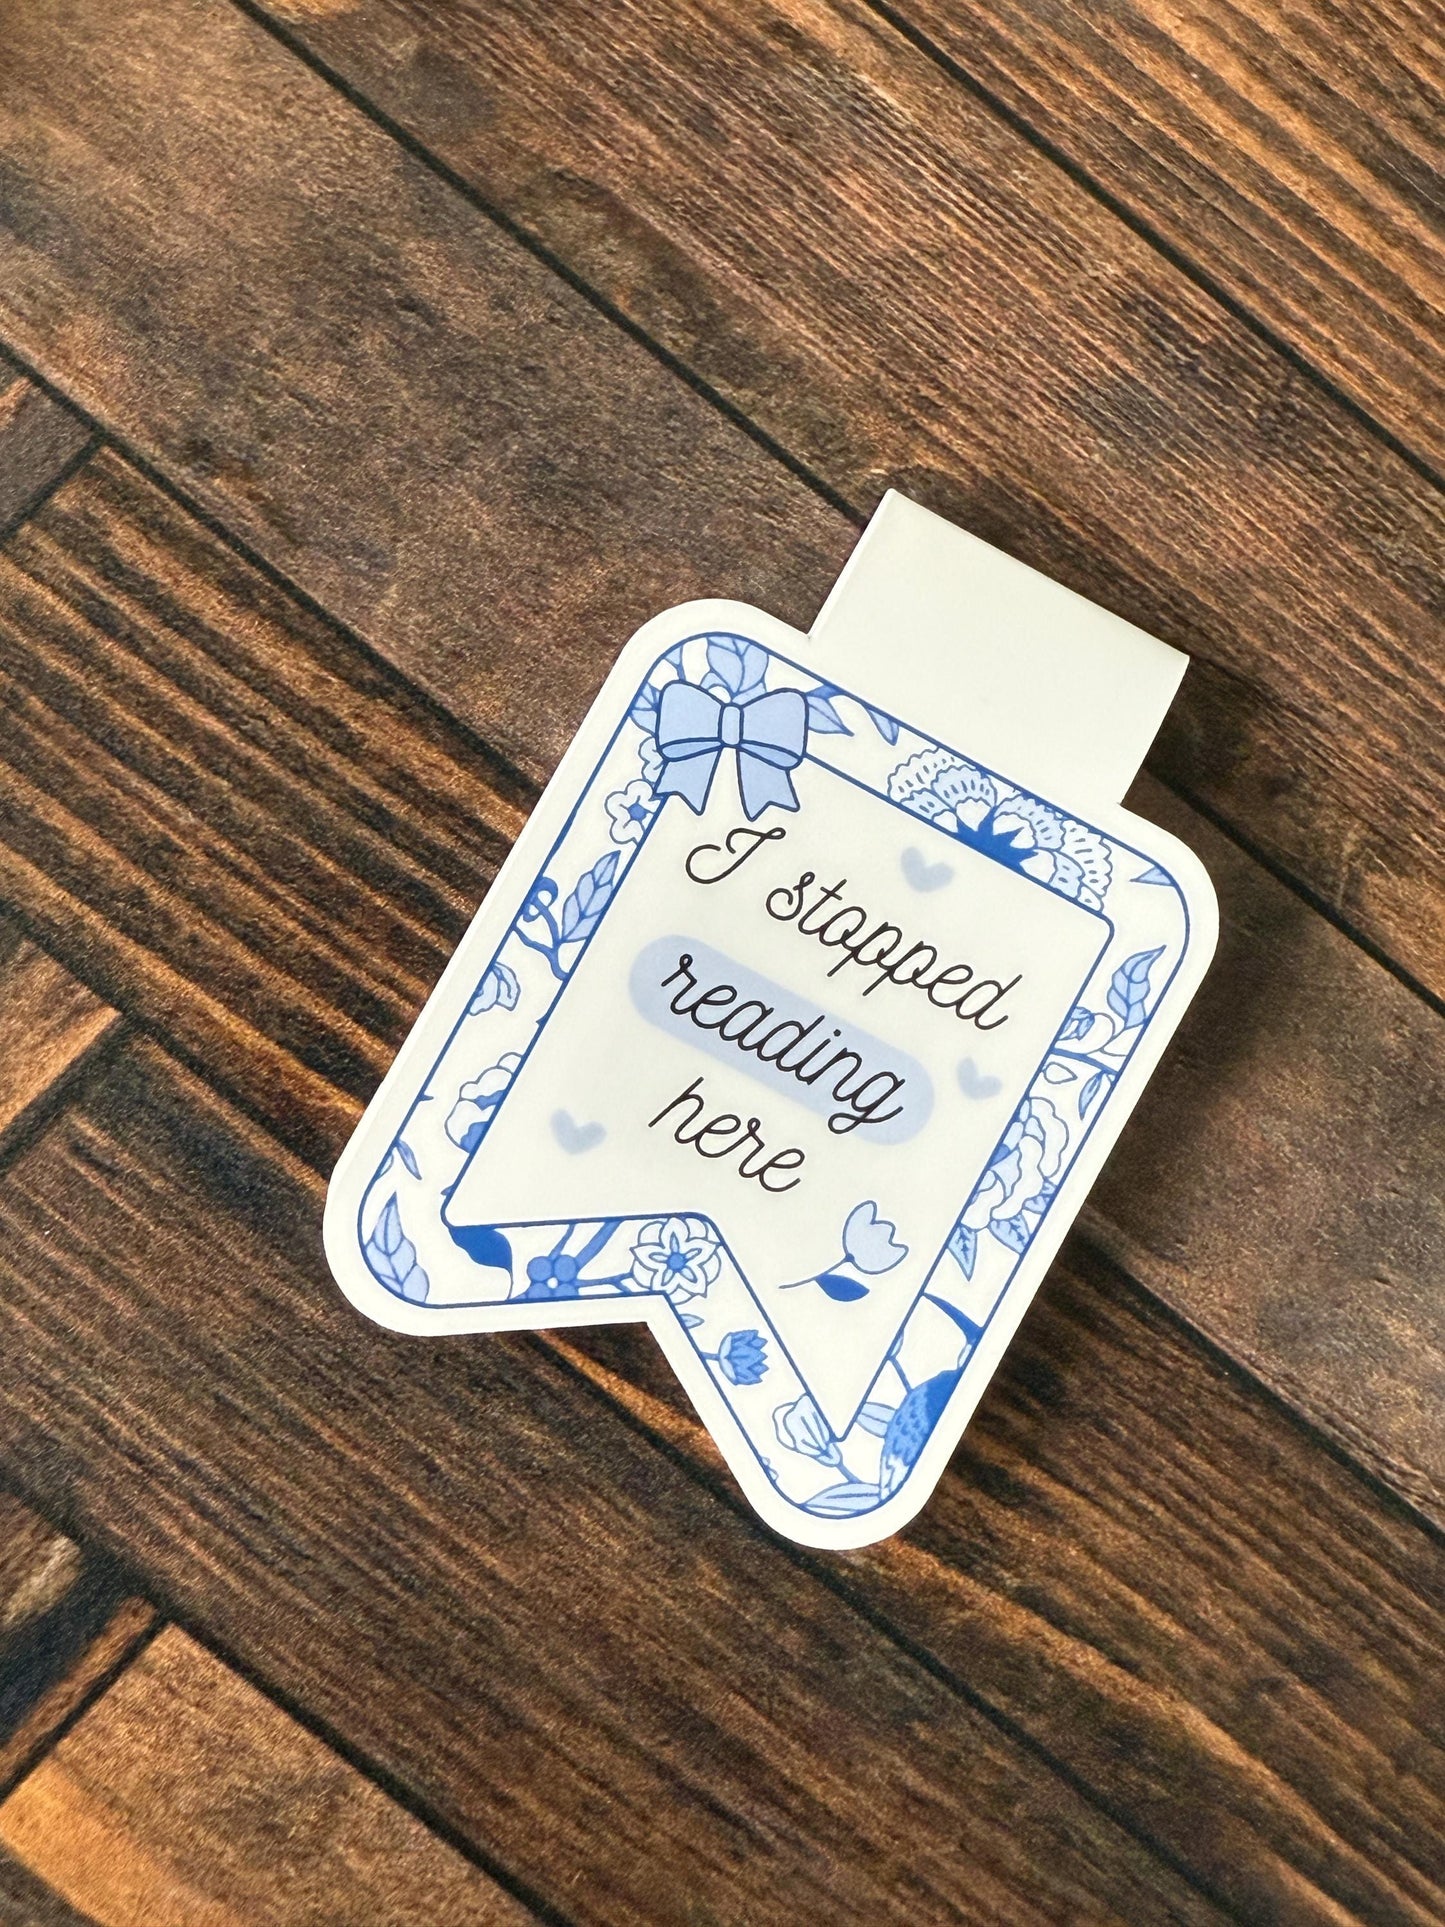 I stopped
reading
here